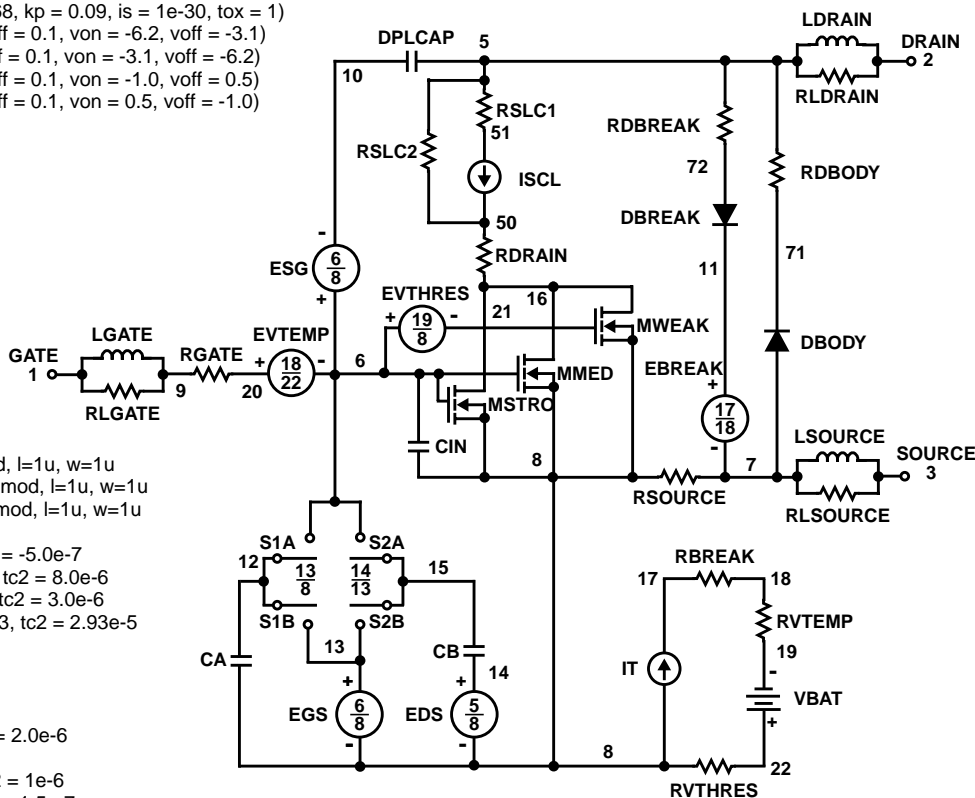 68, kp = 0.09, is = 1e-30, tox = 1)
ff = 0.1, von = -6.2, voff = -3.1)
f = 0.1, von = -3.1, voff = -6.2)
ff = 0.1, von = -1.0, voff = 0.5)
ff = 0.1, von = 0.5, voff = -1.0)
DPLCAP
5
10
LDRAIN
DRAIN
2
RLDRAIN
RSLC1
51
RSLC2
ISCL
50
RDRAIN
RDBREAK
72
DBREAK
11
RDBODY
71
DBODY
-
ESG
6
8
+
EVTHRES
+
19
8
-
21
16
MWEAK
LGATE
GATE
1
RLGATE
9
RGATE
20
EVTEMP
+
18
22
-
6
MMED
MSTRO
CIN
8
EBREAK
+
17
18
-
7
RSOURCE
LSOURCE
SOURCE
3
RLSOURCE
d, l=1u, w=1u
mod, l=1u, w=1u
mod, l=1u, w=1u
= -5.0e-7
tc2 = 8.0e-6
tc2 = 3.0e-6
3, tc2 = 2.93e-5
= 2.0e-6
= 1e-6
S1A
S2A
12
13
8
14
13
15
S1B
S2B
13
CA
CB
14
+
EGS
6
8
-
+
EDS
5
8
-
8
RBREAK
17
18
RVTEMP
19
-
IT
VBAT
+
22
RVTHRES